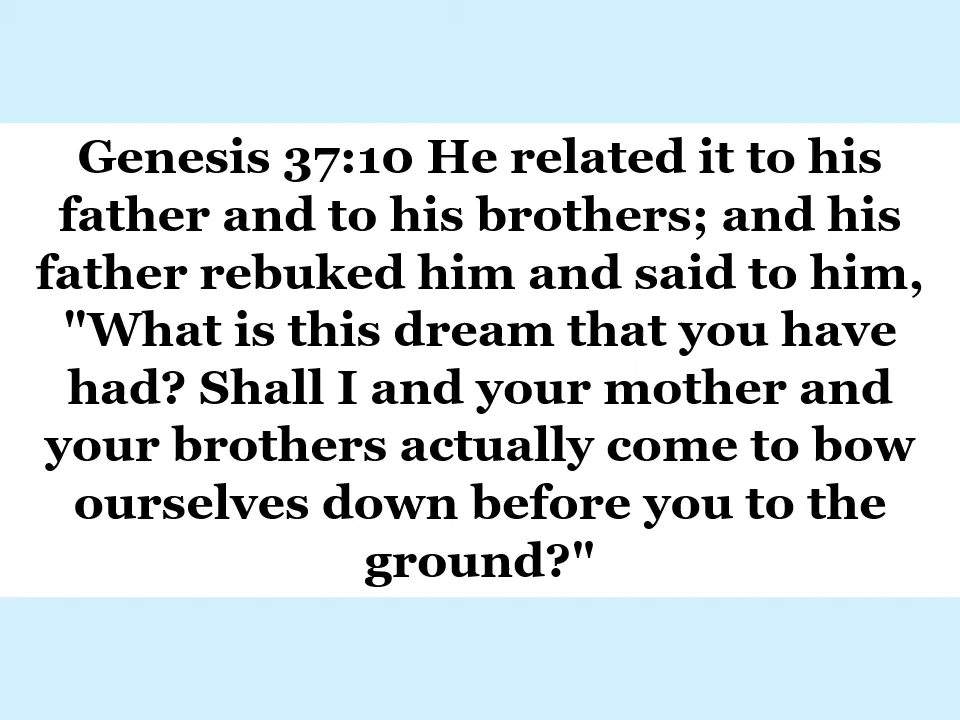 Genesis 37:10 He related it to his
father and to his brothers; and his
father rebuked him and said to him,
"What is this dream that you have
had? Shall I and your mother and
your brothers actually come to bow
ourselves down before you to the
ground?"